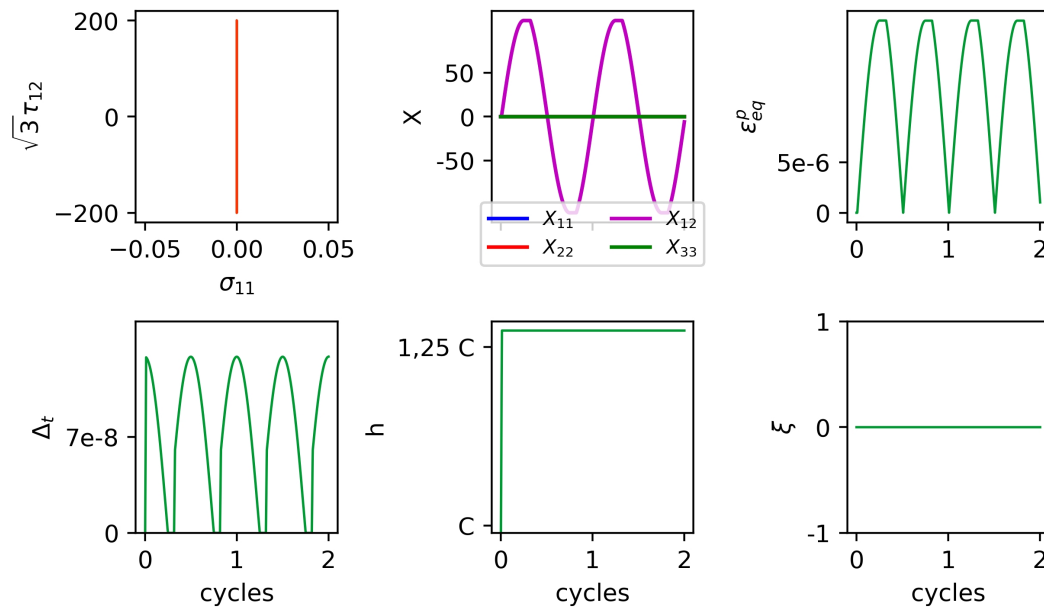 √3 τ₁₂
200
0
−200
−0.05 0.00 0.05
σ₁₁
X
50
0
-50
X₁₁ X₁₂
X₂₂ X₃₃
εᵖₑq
5e-6
0
0 1 2
Δₜ
7e-8
0
0 1 2
cycles
h
1,25 C
C
0 1 2
cycles
ξ
1
0
-1
0 1 2
cycles